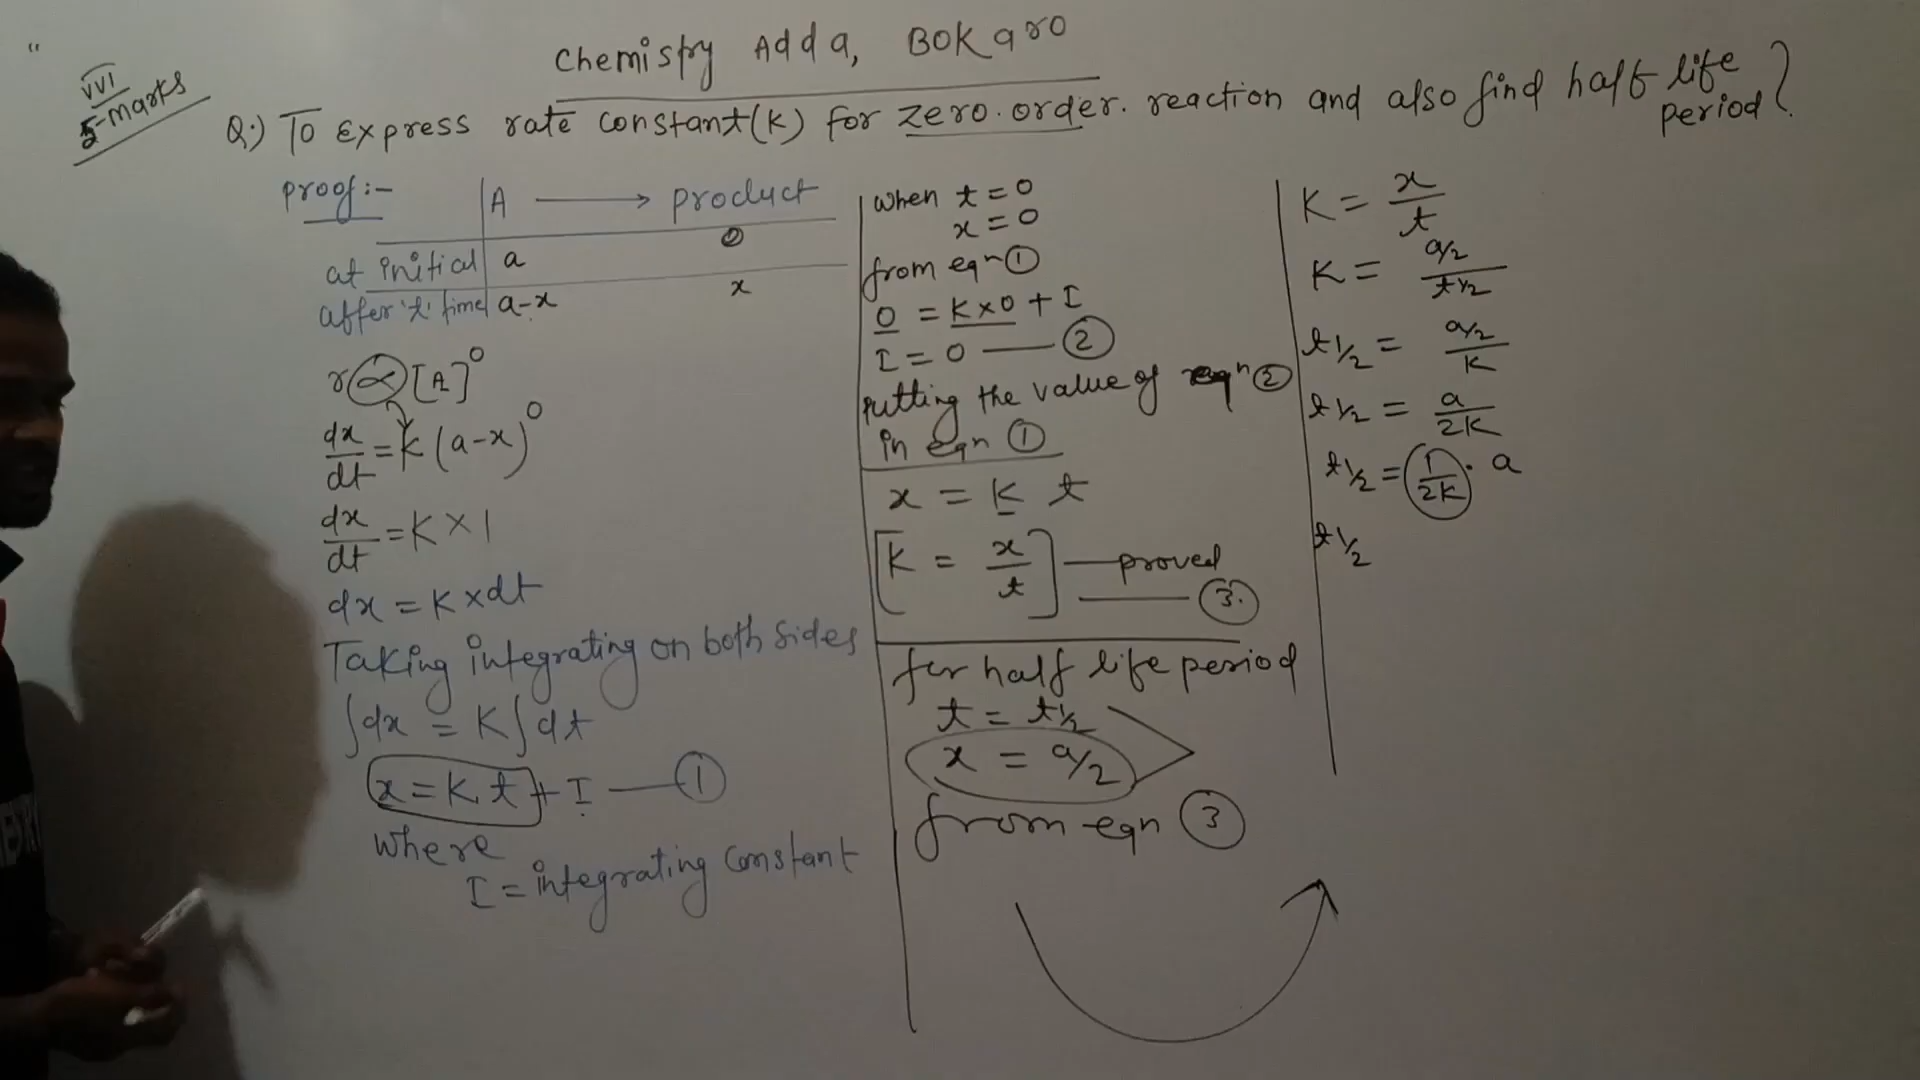 Chemistry Adda, BOKaro
VVI
5-marks
Q:) To Express rate constant(K) for zero.order. reaction and also find half life period?
proof:-
A ⟶ product
at initial a 0
after 't' time a-x x
r ∝ [A]⁰
dx/dt = K (a-x)⁰
dx/dt = K × 1
dx = K × dt
Taking integrating on both sides
∫dx = K∫dt
x = K t + I — ①
where
I = integrating constant
when t = 0
x = 0
from eqn ①
0 = K×0 + I
I = 0 — ②
putting the value of eqn ②
in eqn ①
x = K t
[K = x/t] — proved
— ③.
for half life period
t = t½
x = a/2
from eqn ③
K = x/t
K = a/2 / t½
t½ = a/2 / K
t½ = a/2K
t½ = 1/2K . a
t½